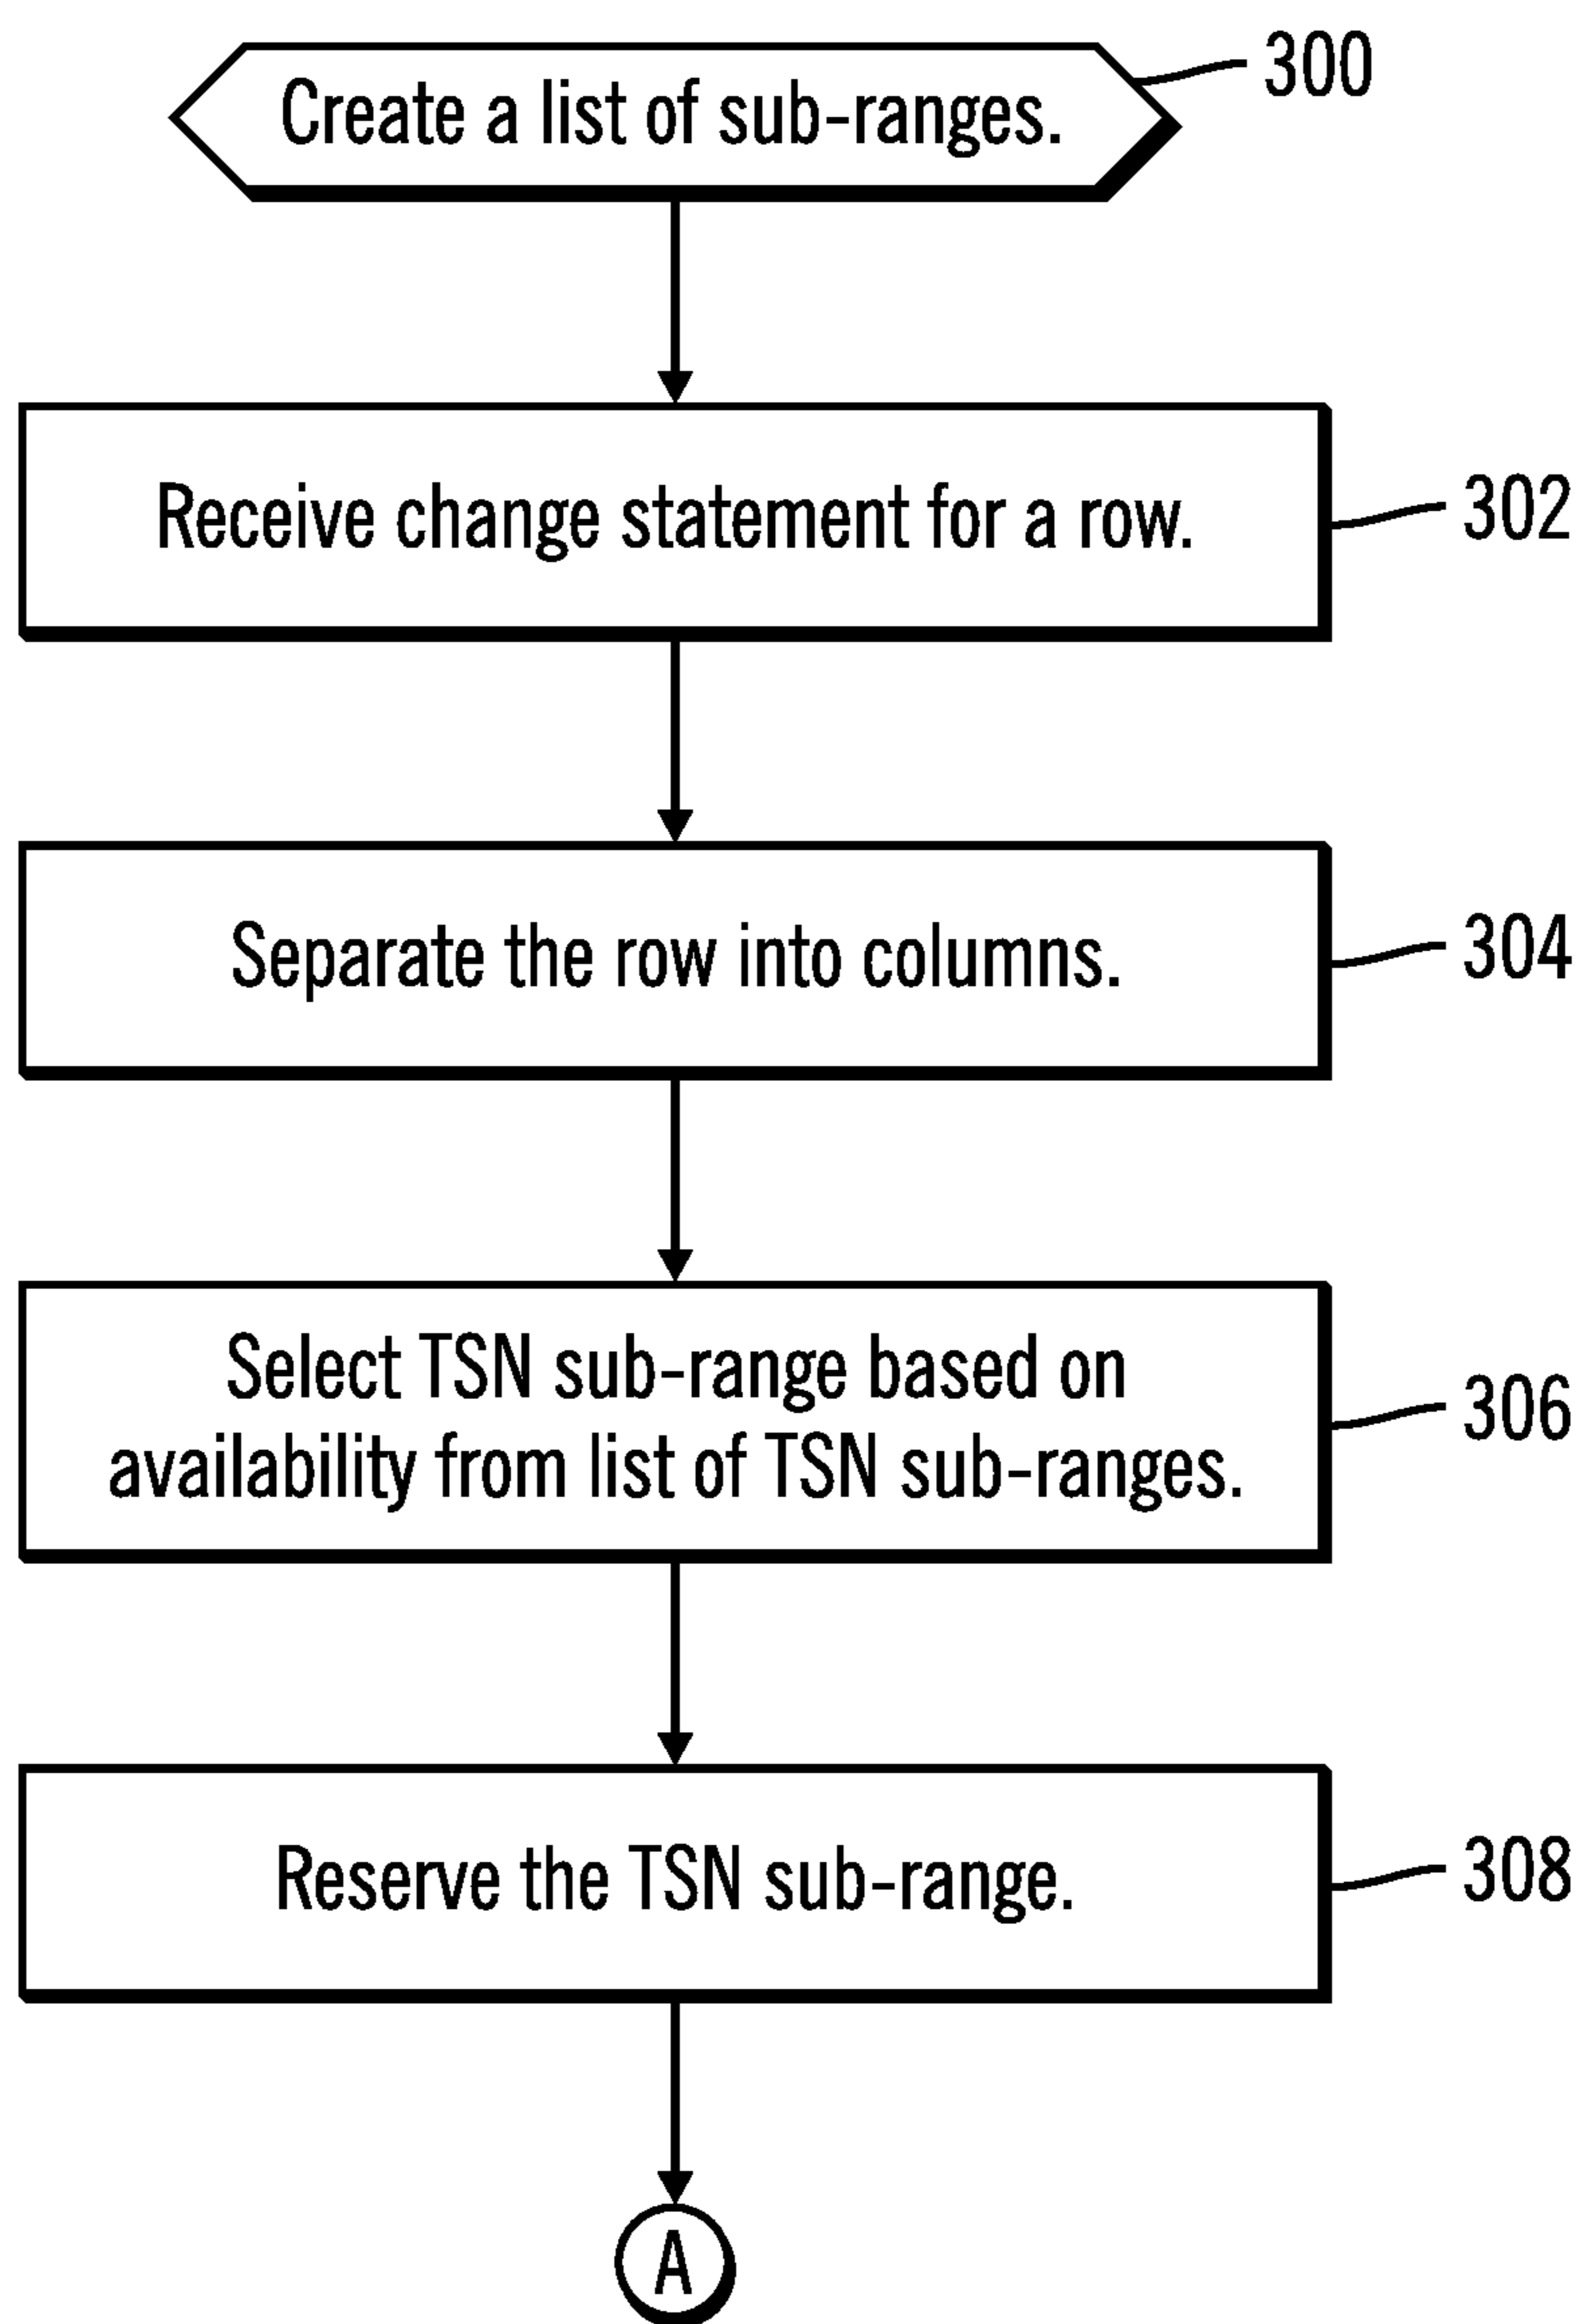 Create a list of sub-ranges.
300
Receive change statement for a row.
302
Separate the row into columns.
304
Select TSN sub-range based on
availability from list of TSN sub-ranges.
306
Reserve the TSN sub-range.
308
A